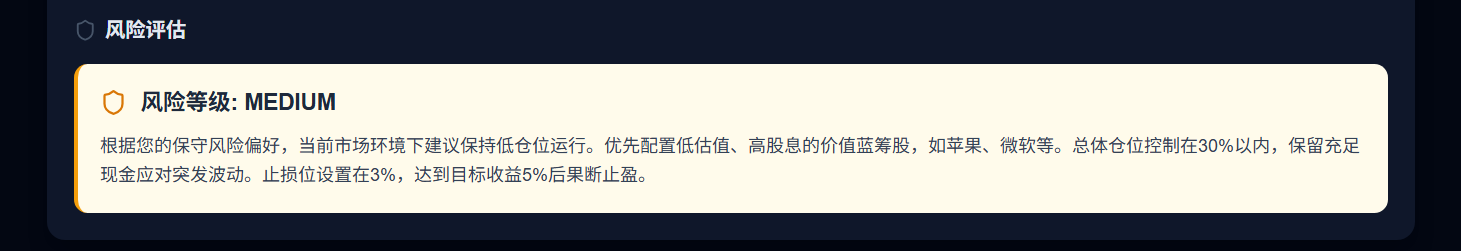 风险评估
风险等级: MEDIUM
根据您的保守风险偏好，当前市场环境下建议保持低仓位运行。优先配置低估值、高股息的价值蓝筹股，如苹果、微软等。总体仓位控制在30%以内，保留充足
现金应对突发波动。止损位设置在3%，达到目标收益5%后果断止盈。